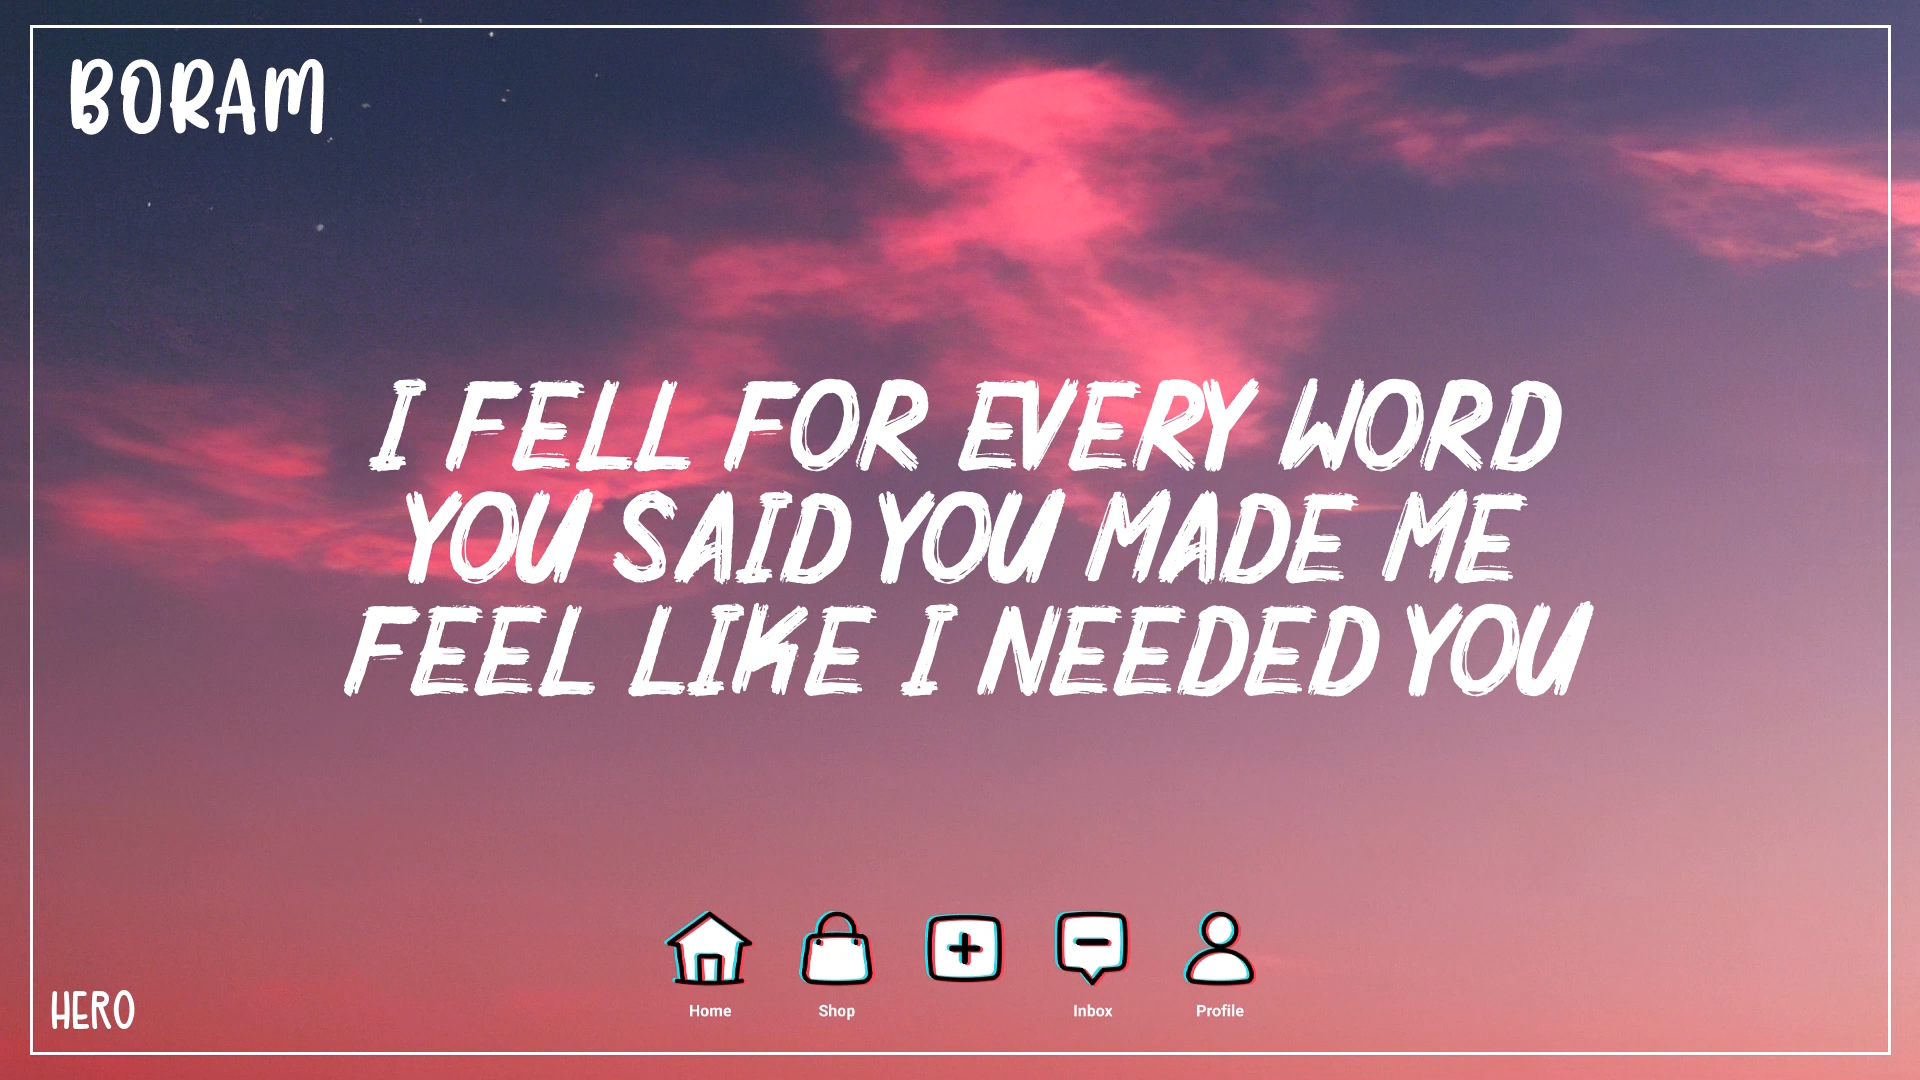 BORAM
I FELL FOR EVERY WORD
YOU SAID YOU MADE ME
FEEL LIKE I NEEDED YOU
Home Shop Inbox Profile
HERO